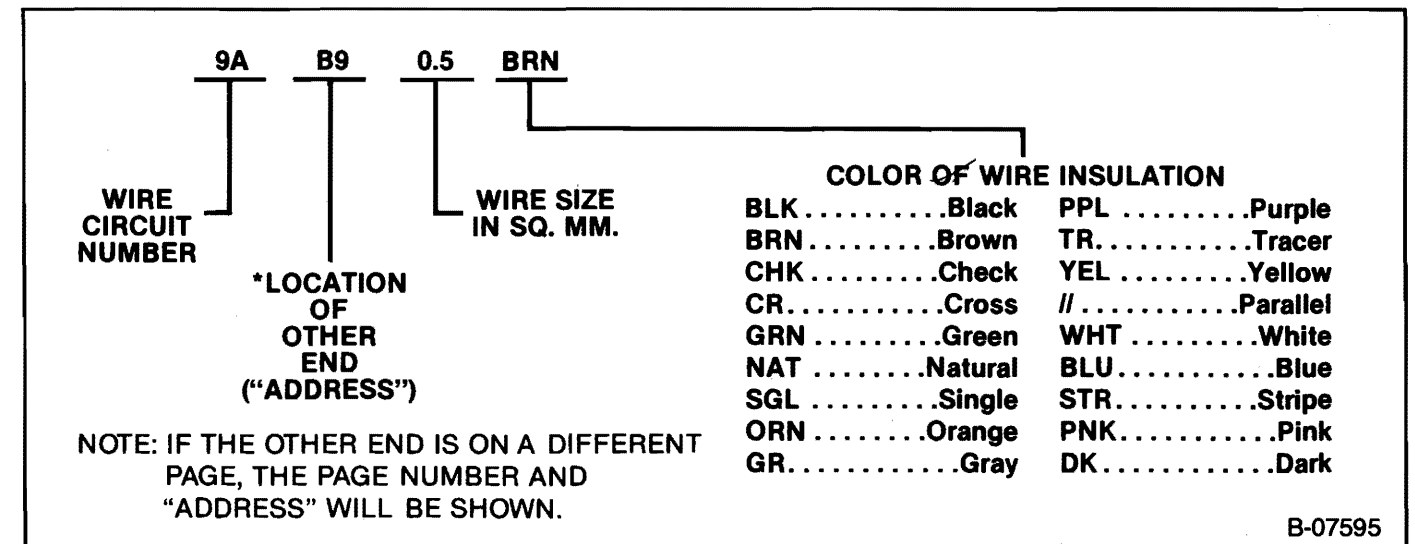 9A B9 0.5 BRN
WIRE
CIRCUIT
NUMBER
WIRE SIZE
IN SQ. MM.
*LOCATION
OF
OTHER
END
("ADDRESS")
NOTE: IF THE OTHER END IS ON A DIFFERENT
PAGE, THE PAGE NUMBER AND
"ADDRESS" WILL BE SHOWN.
COLOR OF WIRE INSULATION
BLK..........Black PPL .........Purple
BRN.........Brown TR...........Tracer
CHK.........Check YEL .........Yellow
CR...........Cross // ...........Parallel
GRN .........Green WHT .........White
NAT ........Natural BLU...........Blue
SGL .........Single STR..........Stripe
ORN ........Orange PNK...........Pink
GR............Gray DK............Dark
B-07595